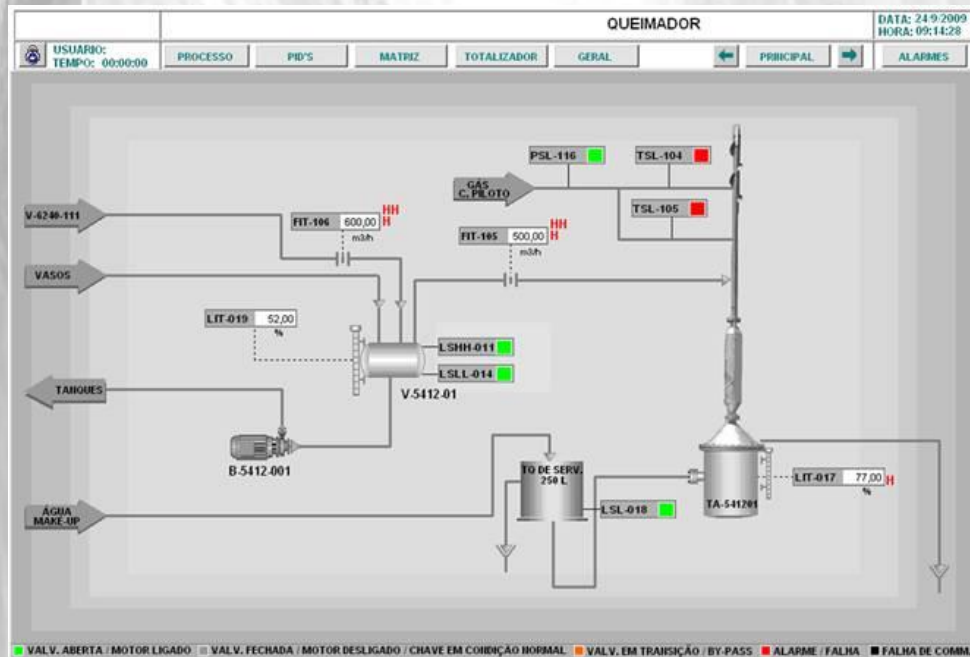 QUEIMADOR
DATA: 24/9/2009
HORA: 09:14:28
USUARIO:
TEMPO: 00:00:00
PROCESSO
PID'S
MATRIZ
TOTALIZADOR
GERAL
PRINCIPAL
ALARMES
PSL-116
TSL-104
GÁS
C. PILOTO
V-6240-111
TSL-105
FIT-106 600,00 HH
H
m3/h
FIT-105 500,00 HH
H
m3/h
VASOS
LIT-019 52,00
%
LSHH-011
LSLL-014
V-5412-01
TANQUES
B-5412-001
TQ DE SERV.
250 L
LIT-017 77,00 H
%
TA-541201
LSL-018
ÁGUA
MAKE-UP
VALV. ABERTA / MOTOR LIGADO VALV. FECHADA / MOTOR DESLIGADO / CHAVE EM CONDIÇÃO NORMAL VALV. EM TRANSIÇÃO / BY-PASS ALARME / FALHA FALHA DE COMM